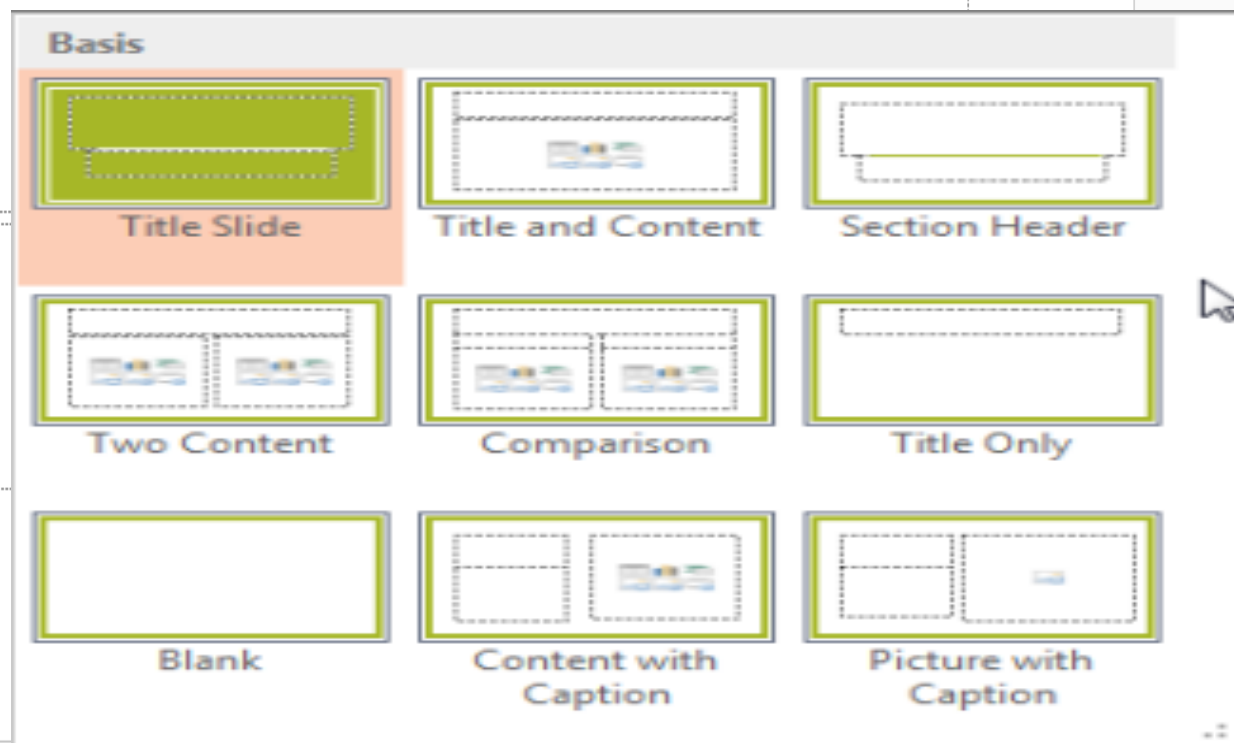 Basis
Title Slide
Title and Content
Section Header
Two Content
Comparison
Title Only
Blank
Content with
Caption
Picture with
Caption